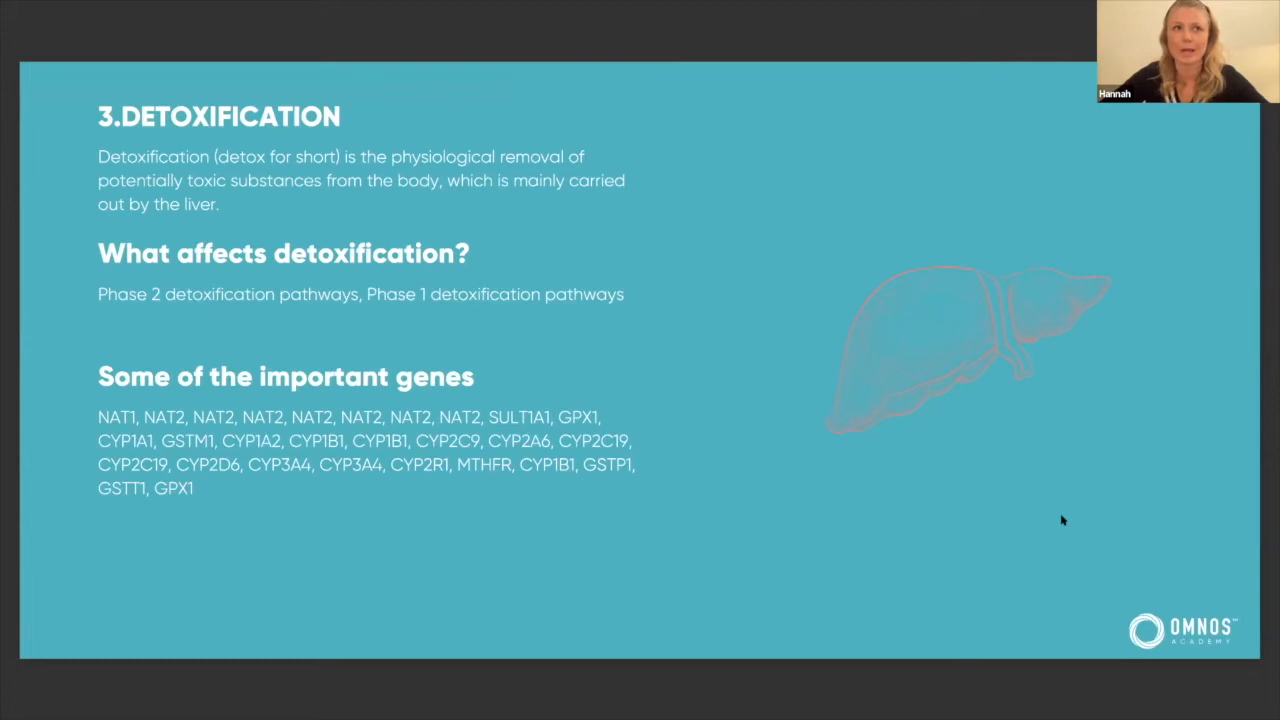 Hannah
3.DETOXIFICATION
Detoxification (detox for short) is the physiological removal of
potentially toxic substances from the body, which is mainly carried
out by the liver.
What affects detoxification?
Phase 2 detoxification pathways, Phase 1 detoxification pathways
Some of the important genes
NAT1, NAT2, NAT2, NAT2, NAT2, NAT2, NAT2, NAT2, SULT1A1, GPX1,
CYP1A1, GSTM1, CYP1A2, CYP1B1, CYP1B1, CYP2C9, CYP2A6, CYP2C19,
CYP2C19, CYP2D6, CYP3A4, CYP3A4, CYP2R1, MTHFR, CYP1B1, GSTP1,
GSTT1, GPX1
OMNOS™
ACADEMY